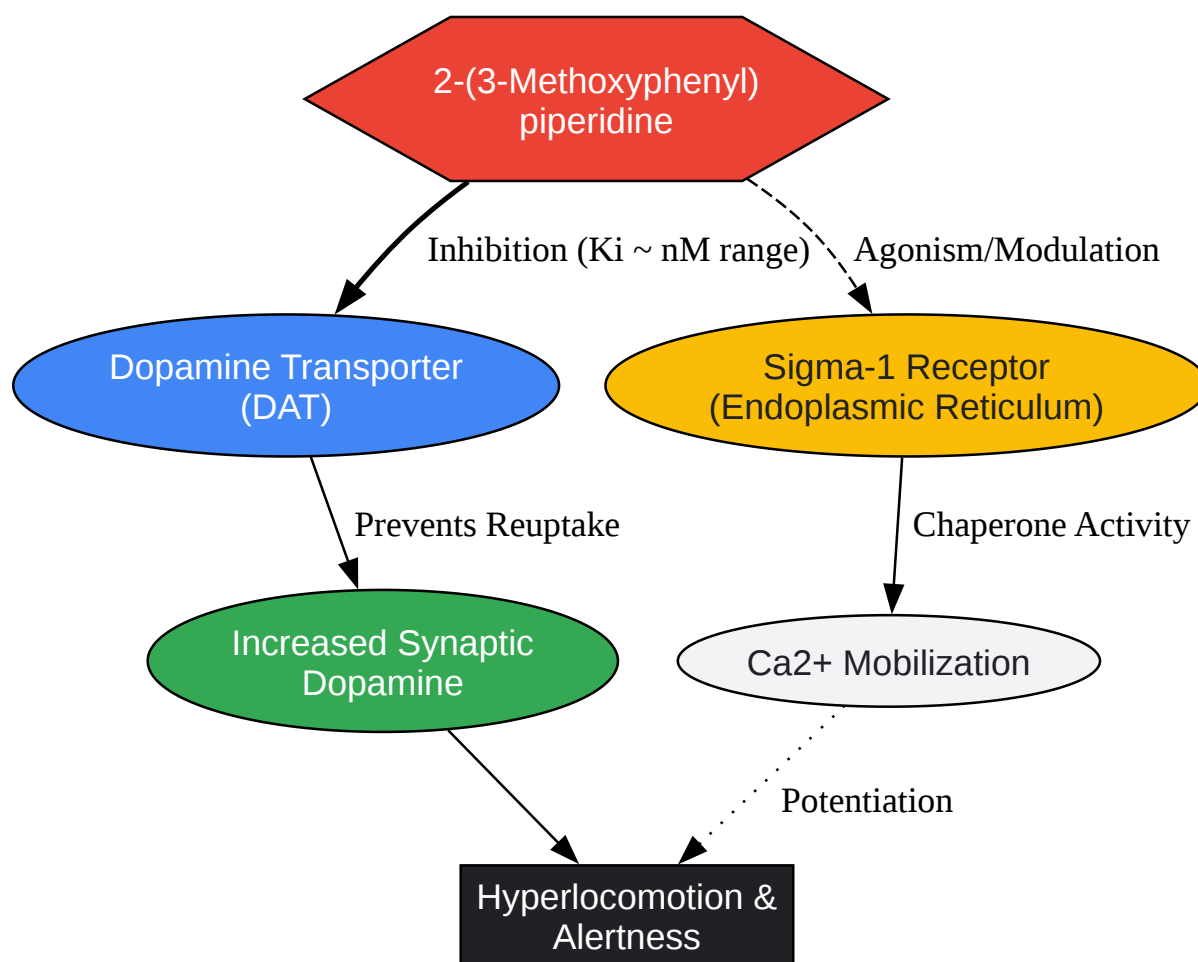 2-(3-Methoxyphenyl)
piperidine
Inhibition (Ki ~ nM range)
Agonism/Modulation
Dopamine Transporter
(DAT)
Sigma-1 Receptor
(Endoplasmic Reticulum)
Prevents Reuptake
Chaperone Activity
Increased Synaptic
Dopamine
Ca2+ Mobilization
Potentiation
Hyperlocomotion &
Alertness